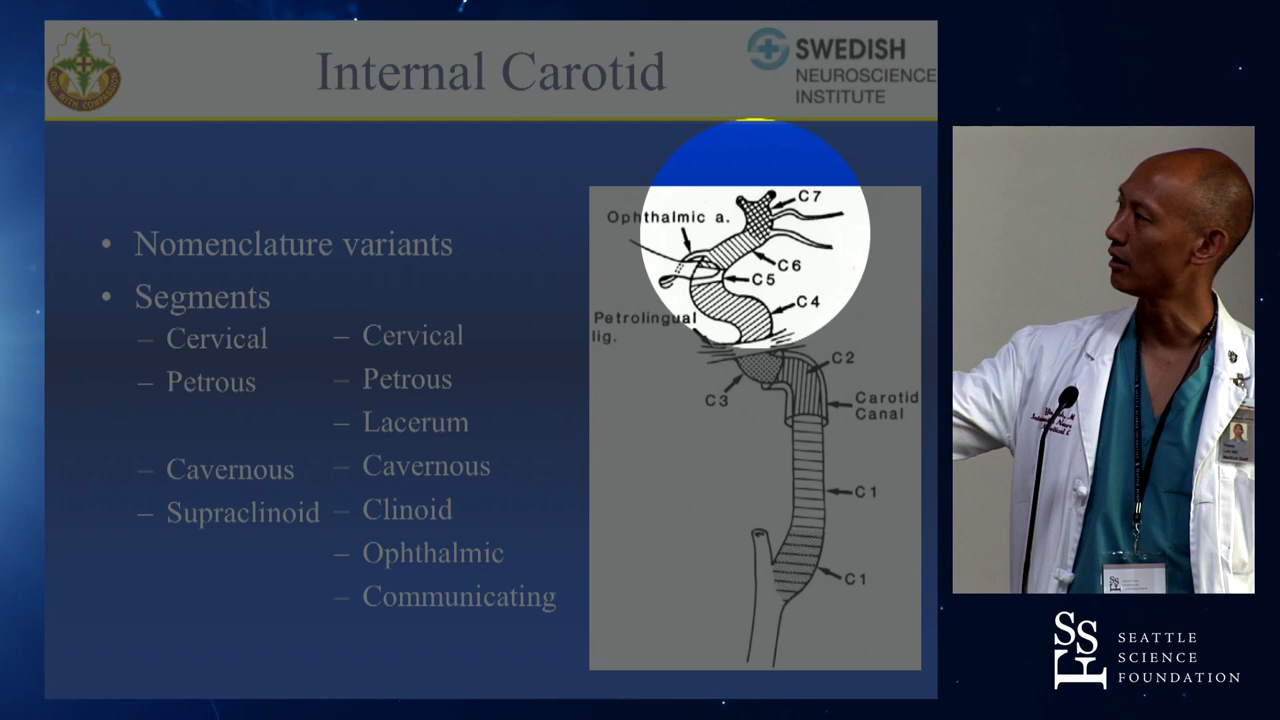 Internal Carotid
SWEDISH
NEUROSCIENCE
INSTITUTE
• Nomenclature variants
• Segments
– Cervical
– Petrous
– Cavernous
– Supraclinoid
– Cervical
– Petrous
– Lacerum
– Cavernous
– Clinoid
– Ophthalmic
– Communicating
C7
Ophthalmic a.
C6
C5
C4
Petrolingual
lig.
C2
C3
Carotid
Canal
C1
C1
SEATTLE
SCIENCE
FOUNDATION
SSF